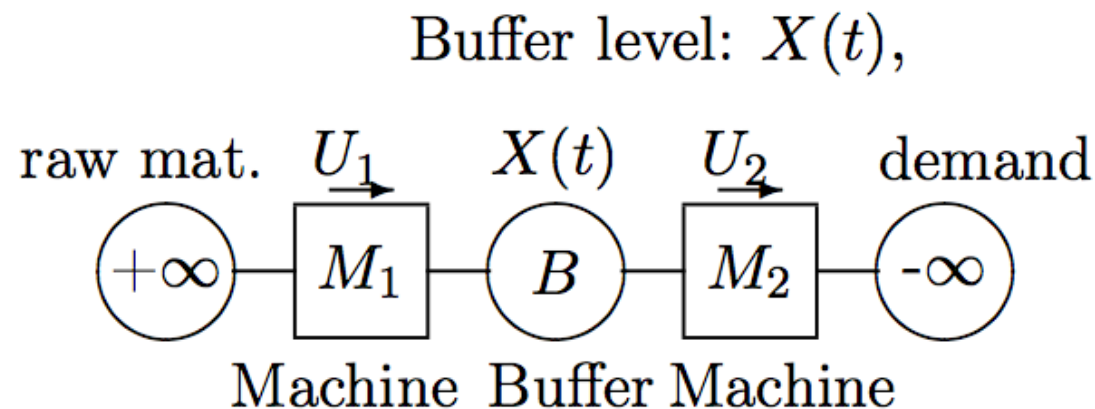 Buffer level: X(t),
raw mat. U₁ X(t) U₂ demand
+∞ M₁ B M₂ -∞
Machine Buffer Machine